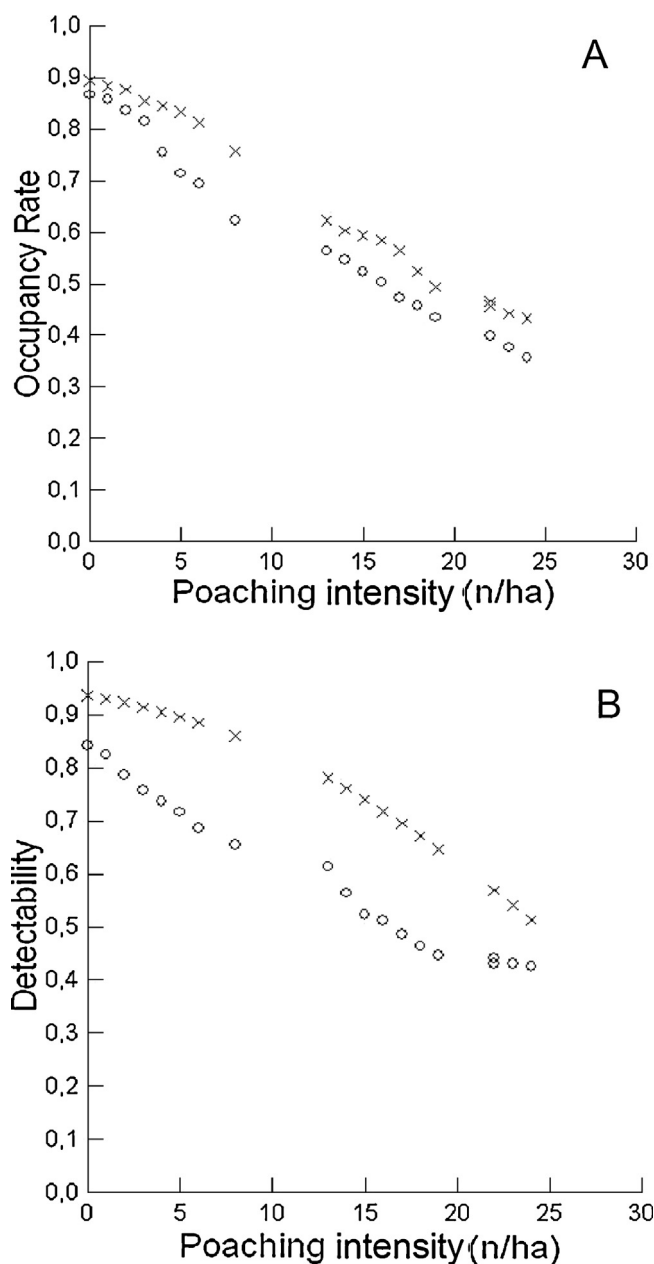 A
1,0
0,9
0,8
0,7
0,6
0,5
0,4
0,3
0,2
0,1
0,0
Occupancy Rate
0 5 10 15 20 25 30
Poaching intensity (n/ha)
B
1,0
0,9
0,8
0,7
0,6
0,5
0,4
0,3
0,2
0,1
0,0
Detectability
0 5 10 15 20 25 30
Poaching intensity (n/ha)